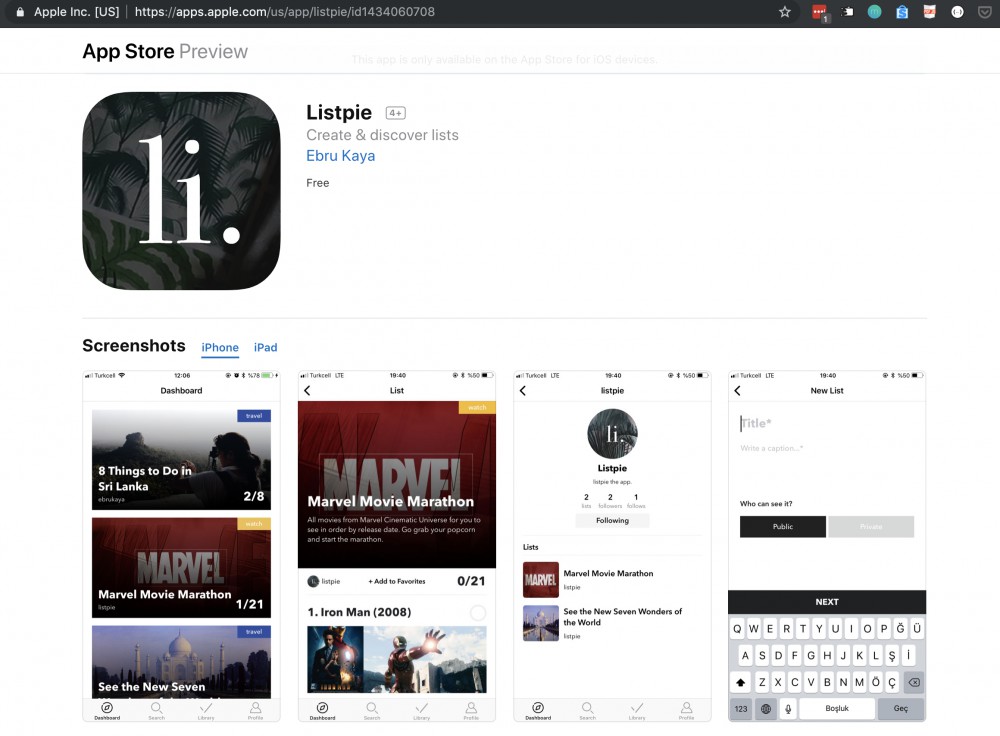 Apple Inc. [US]
https://apps.apple.com/us/app/listpie/id1434060708
1
App Store Preview
This app is only available on the App Store for iOS devices.
li.
Listpie 4+
Create & discover lists
Ebru Kaya
Free
Screenshots iPhone iPad
Turkcell 12:06 %78
Dashboard
travel
8 Things to Do in
Sri Lanka
ebrukaya
2/8
watch
MARVEL
Marvel Movie Marathon
listpie
1/21
travel
See the New Seven
Dashboard Search Library Profile
Turkcell LTE 19:40 %50
List
watch
MARVEL
Marvel Movie Marathon
All movies from Marvel Cinematic Universe for you to
see in order by release date. Go grab your popcorn
and start the marathon.
listpie + Add to Favorites 0/21
1. Iron Man (2008)
Dashboard Search Library Profile
Turkcell LTE 19:40 %50
listpie
li.
Listpie
listpie the app.
2 2 1
lists followers follows
Following
Lists
MARVEL
Marvel Movie Marathon
listpie
See the New Seven Wonders of
the World
listpie
Dashboard Search Library Profile
Turkcell LTE 19:40 %50
New List
Title*
Write a caption...*
Who can see it?
Public Private
NEXT
Q W E R T Y U I O P Ğ Ü
A S D F G H J K L Ş İ
Z X C V B N M Ö Ç
123 Boşluk Geç